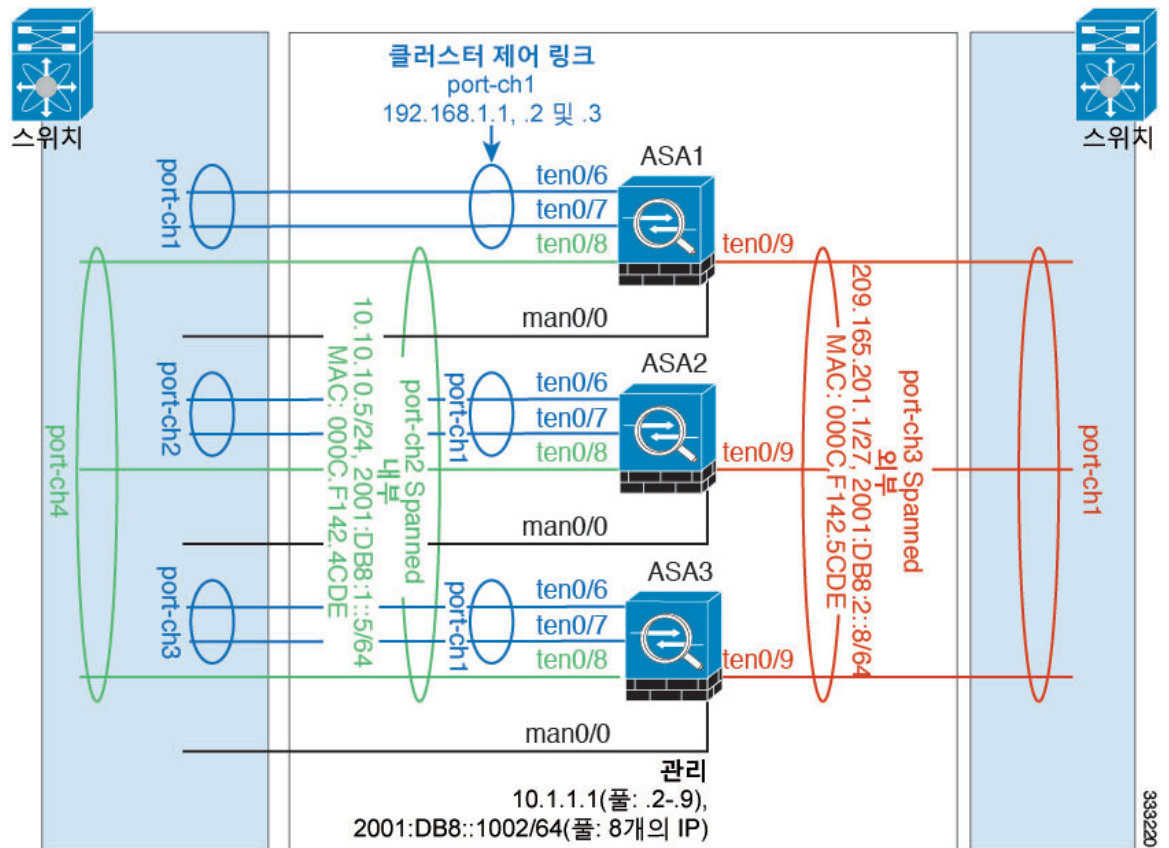 스위치
스위치
클러스터 제어 링크
port-ch1
192.168.1.1, .2 및 .3
port-ch1
ten0/6
ten0/7
ten0/8
ASA1
ten0/9
man0/0
port-ch2
port-ch1
ten0/6
ten0/7
ten0/8
ASA2
ten0/9
man0/0
port-ch3
port-ch1
ten0/6
ten0/7
ten0/8
ASA3
ten0/9
man0/0
port-ch4
port-ch2 Spanned
내부
10.10.10.5/24, 2001:DB8:1::5/64
MAC: 000C.F142.4CDE
port-ch3 Spanned
외부
209.165.201.1/27, 2001:DB8:2::8/64
MAC: 000C.F142.5CDE
port-ch1
관리
10.1.1.1(풀: .2-.9),
2001:DB8::1002/64(풀: 8개의 IP)
333220